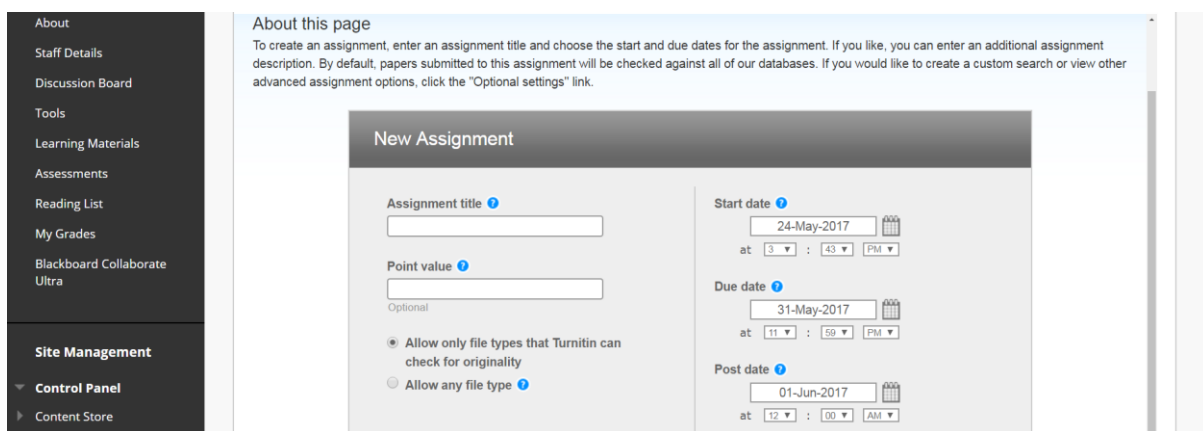 About
Staff Details
Discussion Board
Tools
Learning Materials
Assessments
Reading List
My Grades
Blackboard Collaborate
Ultra
Site Management
Control Panel
Content Store
About this page
To create an assignment, enter an assignment title and choose the start and due dates for the assignment. If you like, you can enter an additional assignment
description. By default, papers submitted to this assignment will be checked against all of our databases. If you would like to create a custom search or view other
advanced assignment options, click the "Optional settings" link.
New Assignment
Assignment title ?
Point value ?
Optional
Allow only file types that Turnitin can
check for originality
Allow any file type ?
Start date ?
24-May-2017
at 3 : 43 PM
Due date ?
31-May-2017
at 11 : 59 PM
Post date ?
01-Jun-2017
at 12 : 00 AM